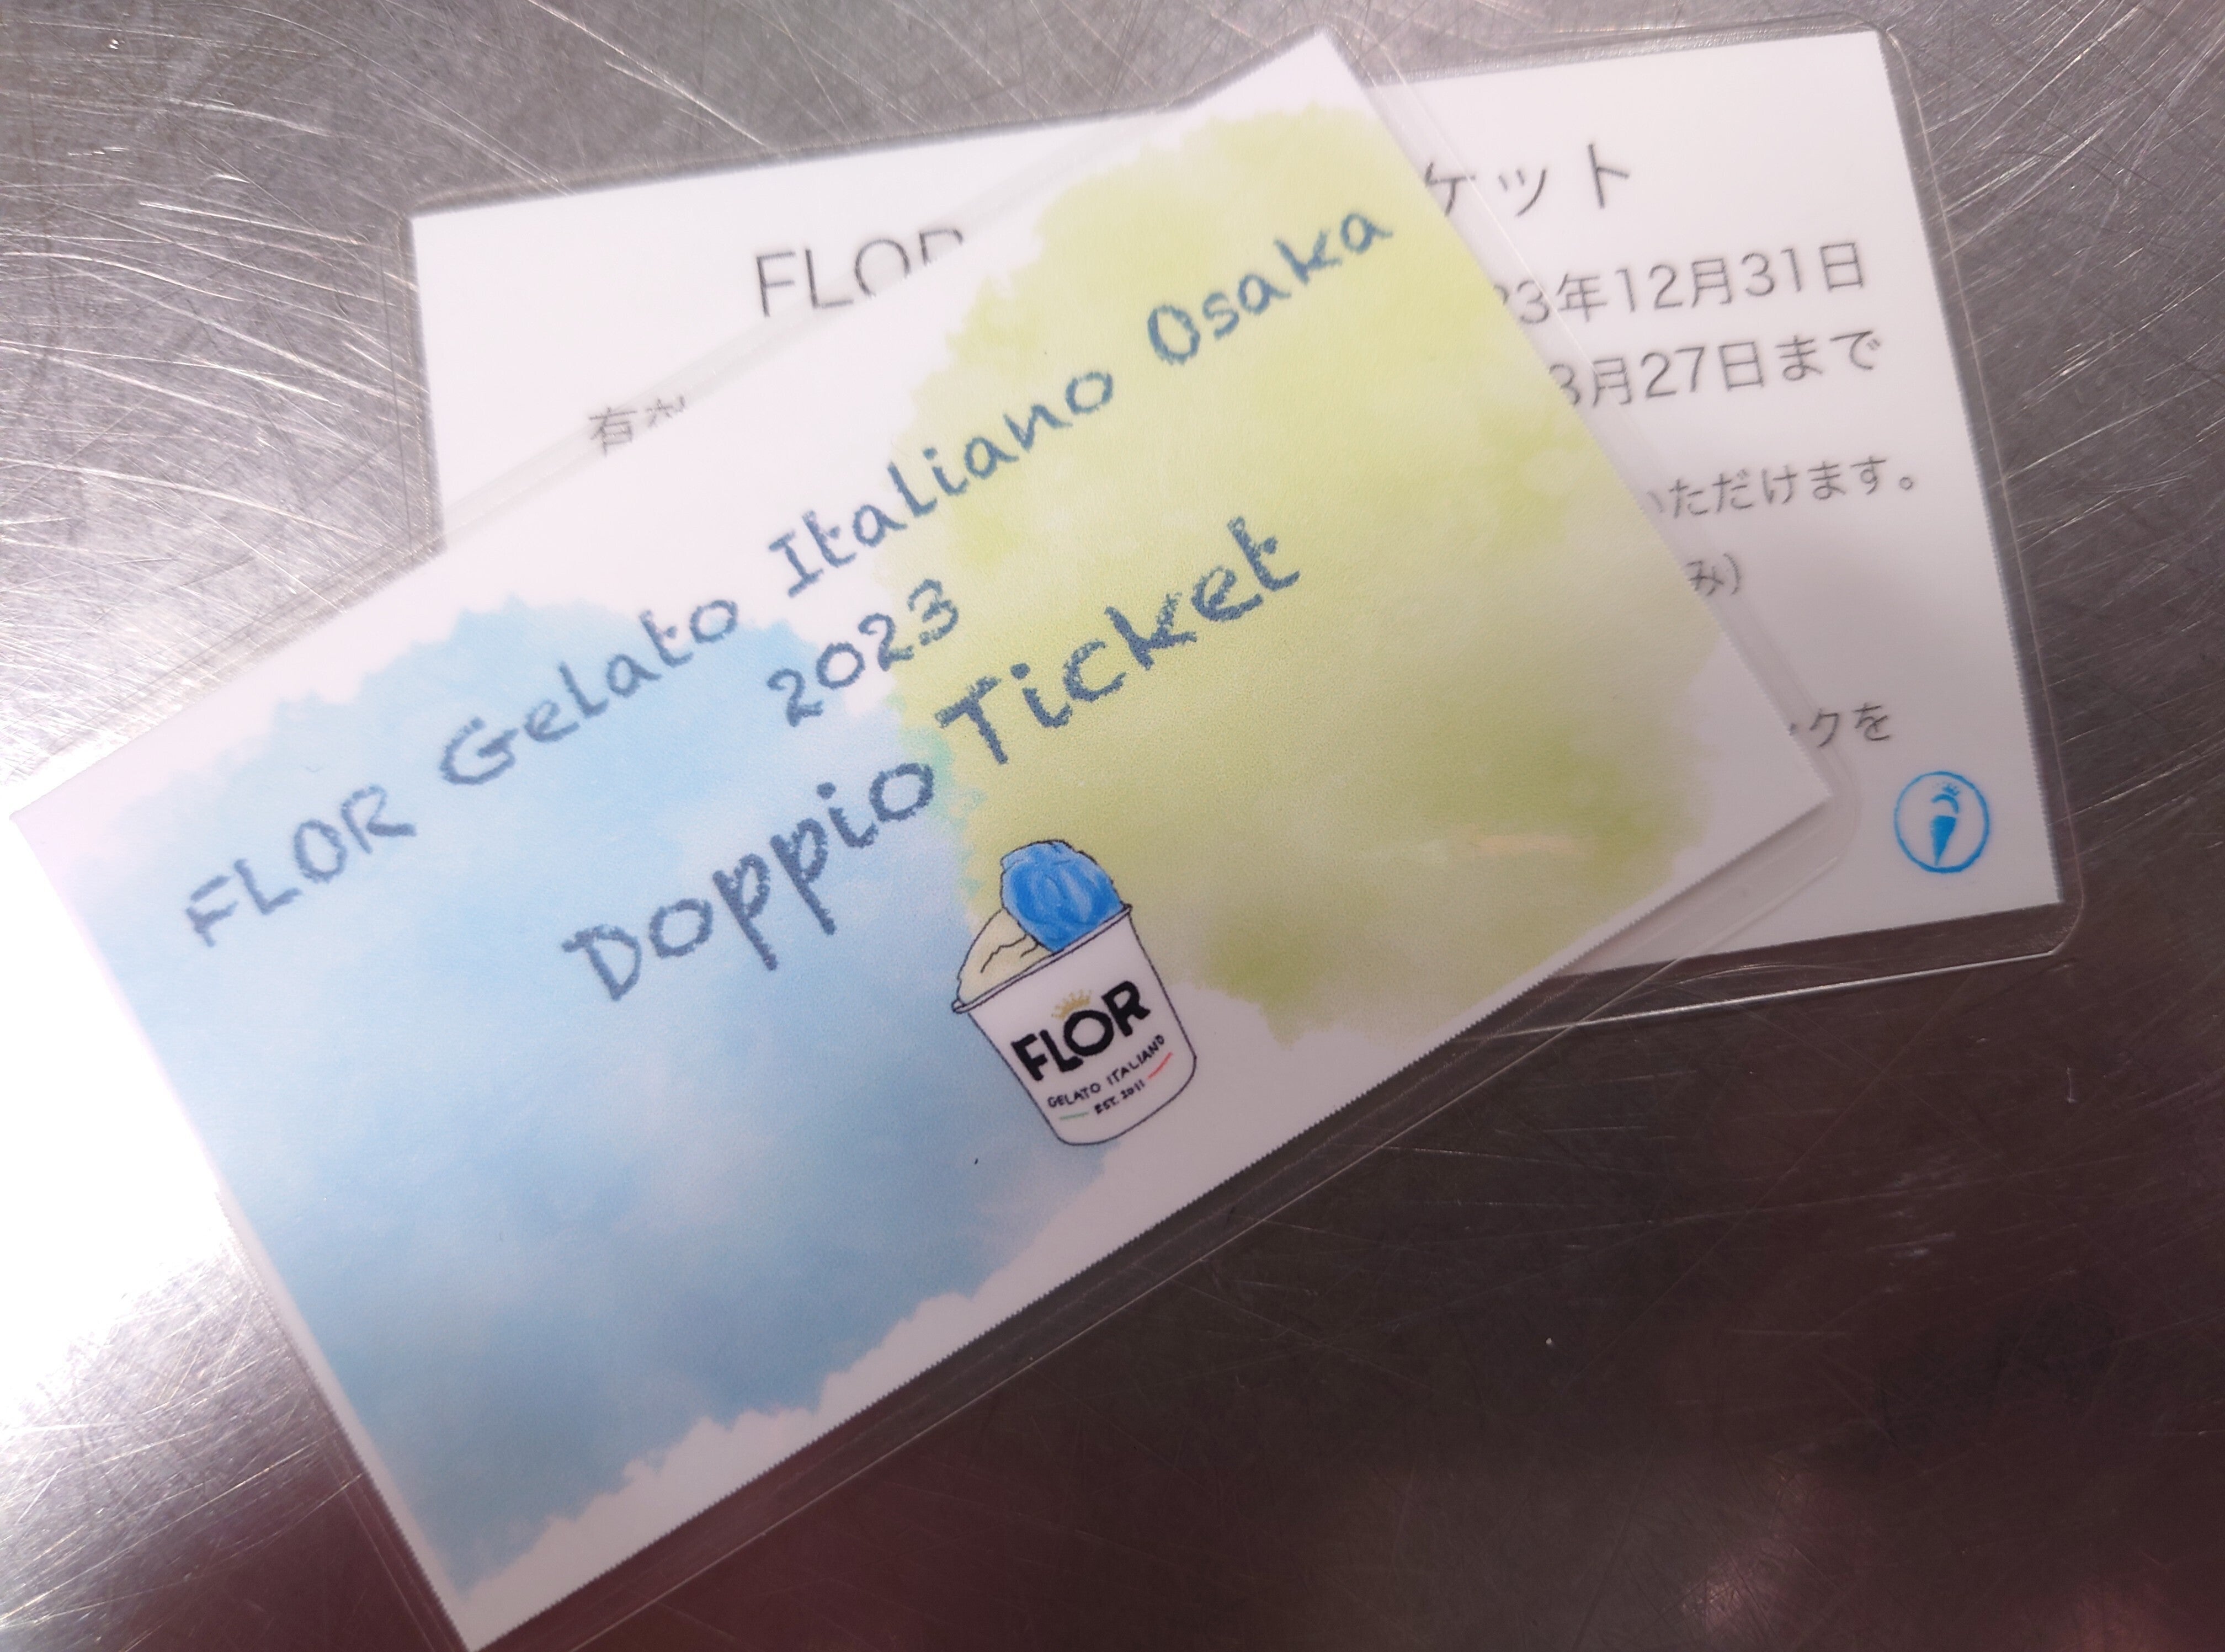 FLOR Gelato Italiano Osaka
2023
Doppio Ticket
FLOR
GELATO ITALIANO
EST. 2011
FLOR ケット
23年12月31日
有効 3月27日まで
いただけます。
み)
クを